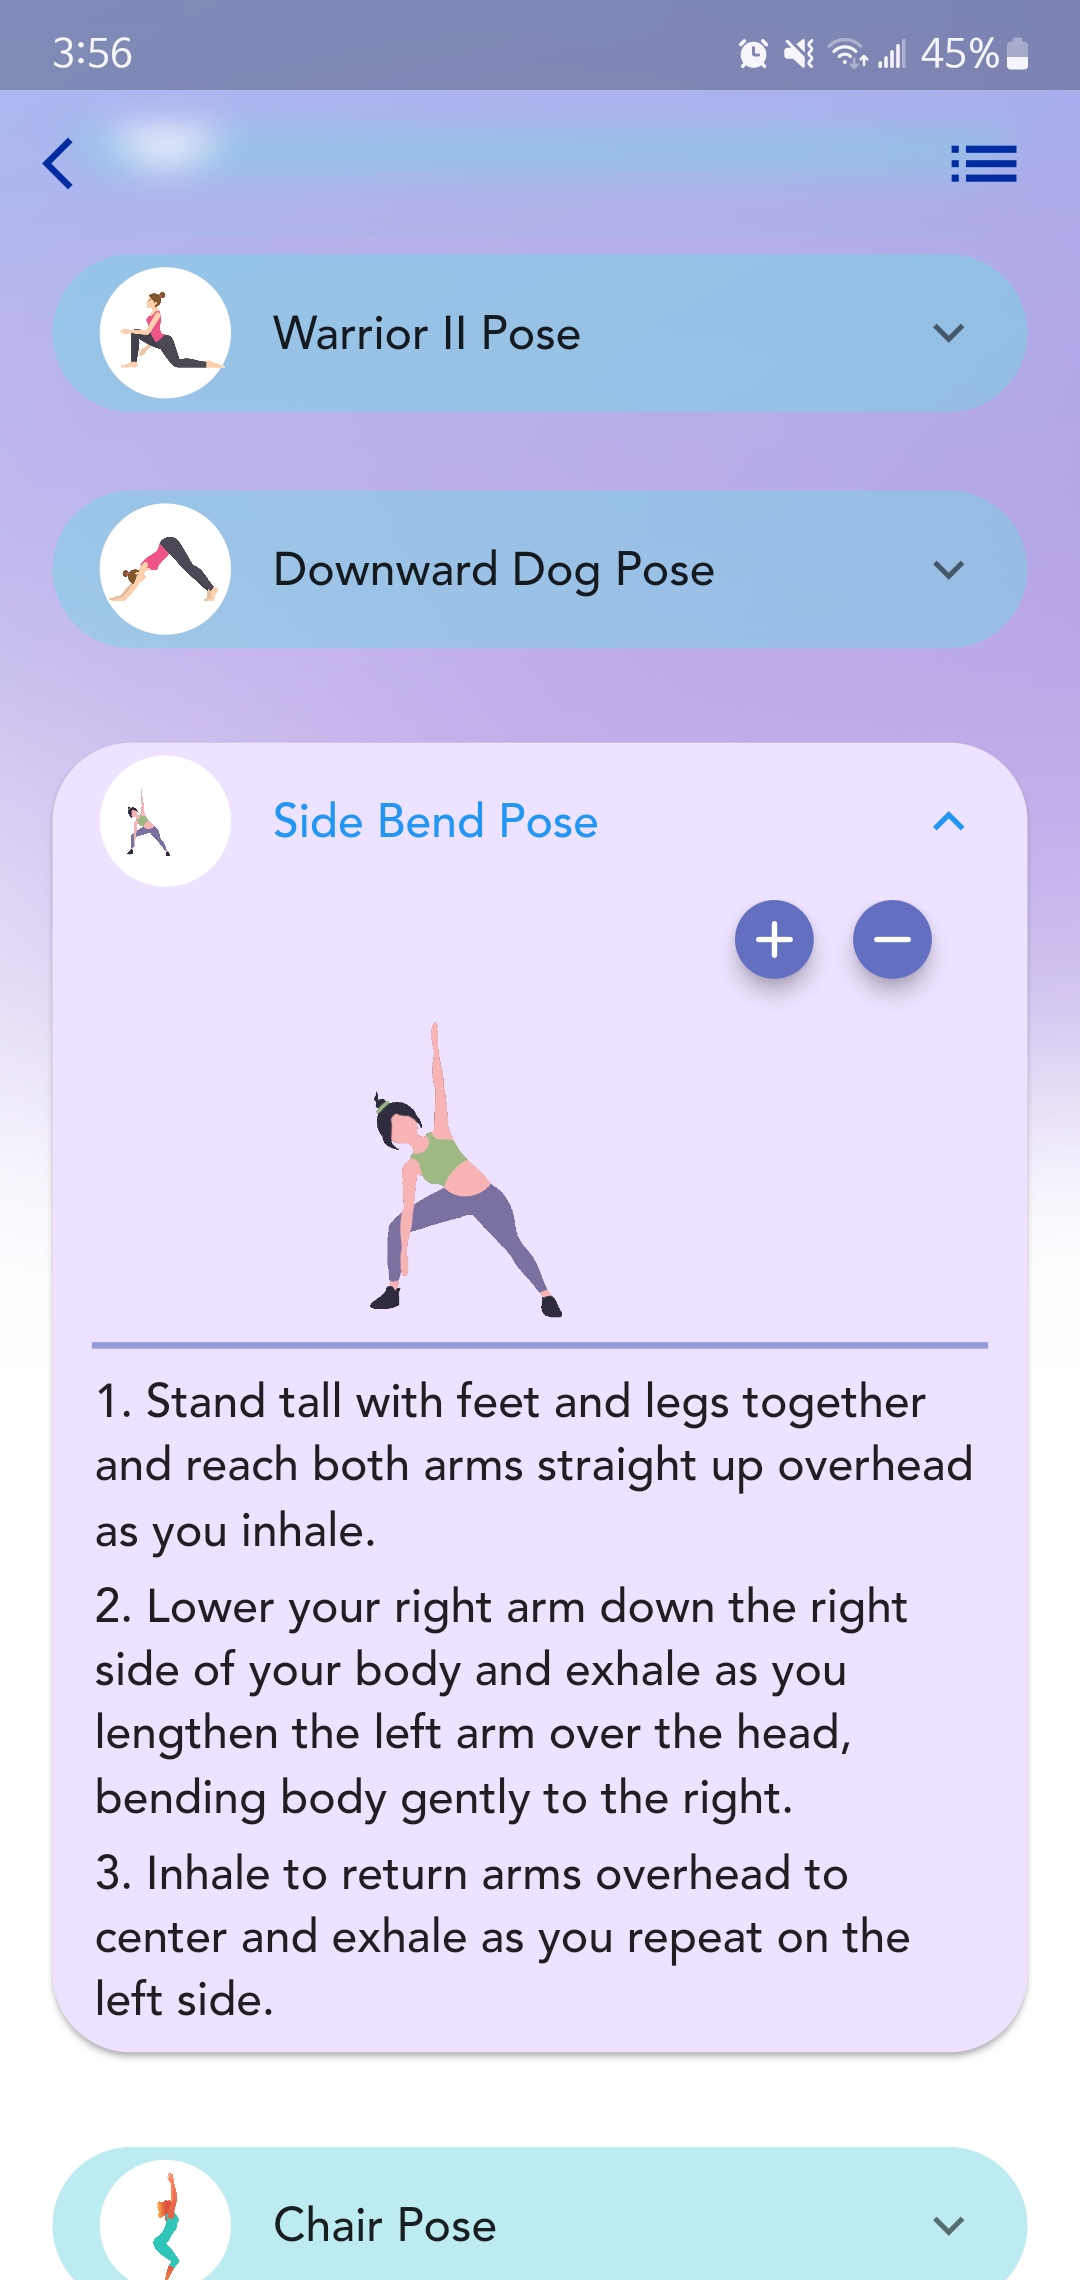 3:56
45%
Warrior II Pose
Downward Dog Pose
Side Bend Pose
1. Stand tall with feet and legs together
and reach both arms straight up overhead
as you inhale.
2. Lower your right arm down the right
side of your body and exhale as you
lengthen the left arm over the head,
bending body gently to the right.
3. Inhale to return arms overhead to
center and exhale as you repeat on the
left side.
Chair Pose